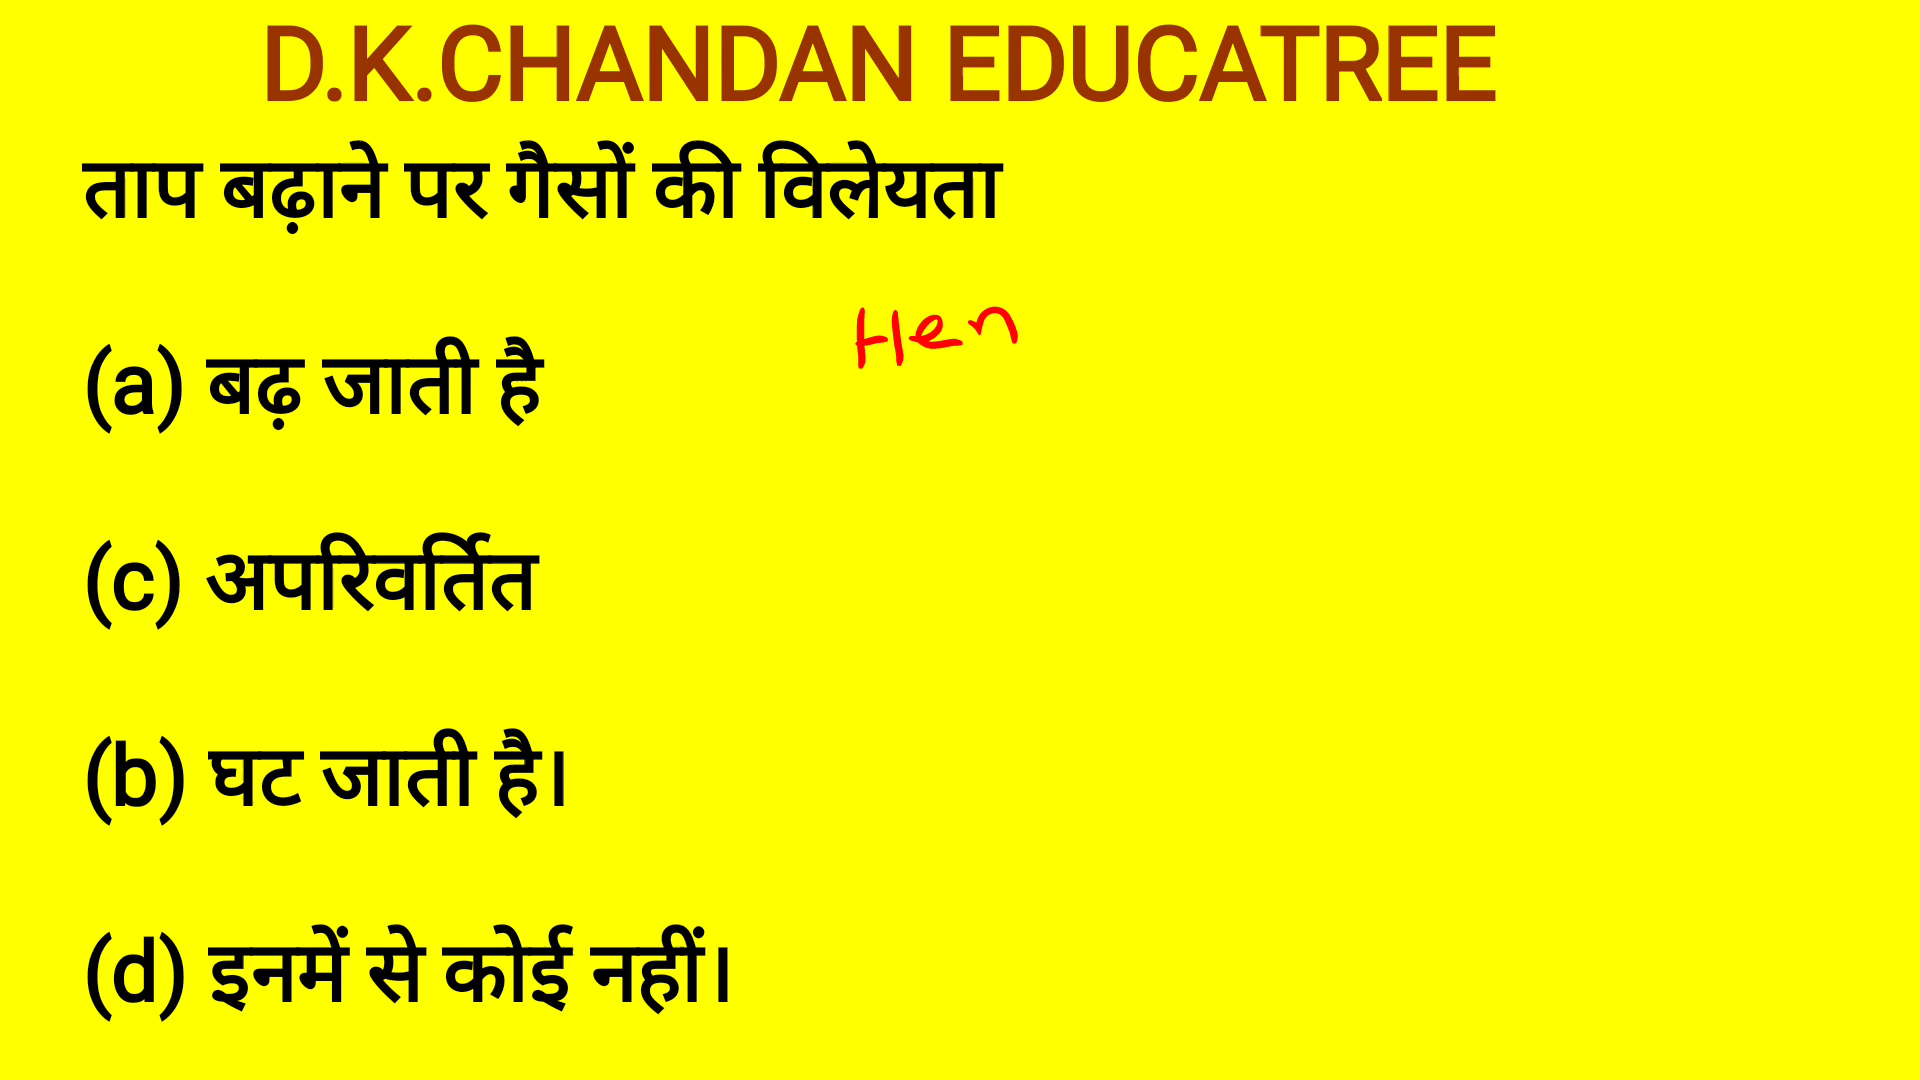 D.K.CHANDAN EDUCATREE
ताप बढ़ाने पर गैसों की विलेयता
Hen
(a) बढ़ जाती है
(c) अपरिवर्तित
(b) घट जाती है।
(d) इनमें से कोई नहीं।